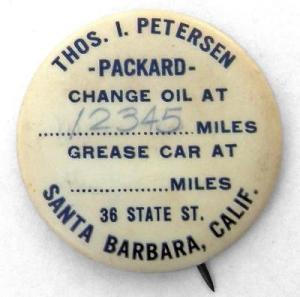 THOS. I. PETERSEN
-PACKARD-
CHANGE OIL AT
12345 MILES
GREASE CAR AT
............... MILES
36 STATE ST.
SANTA BARBARA, CALIF.